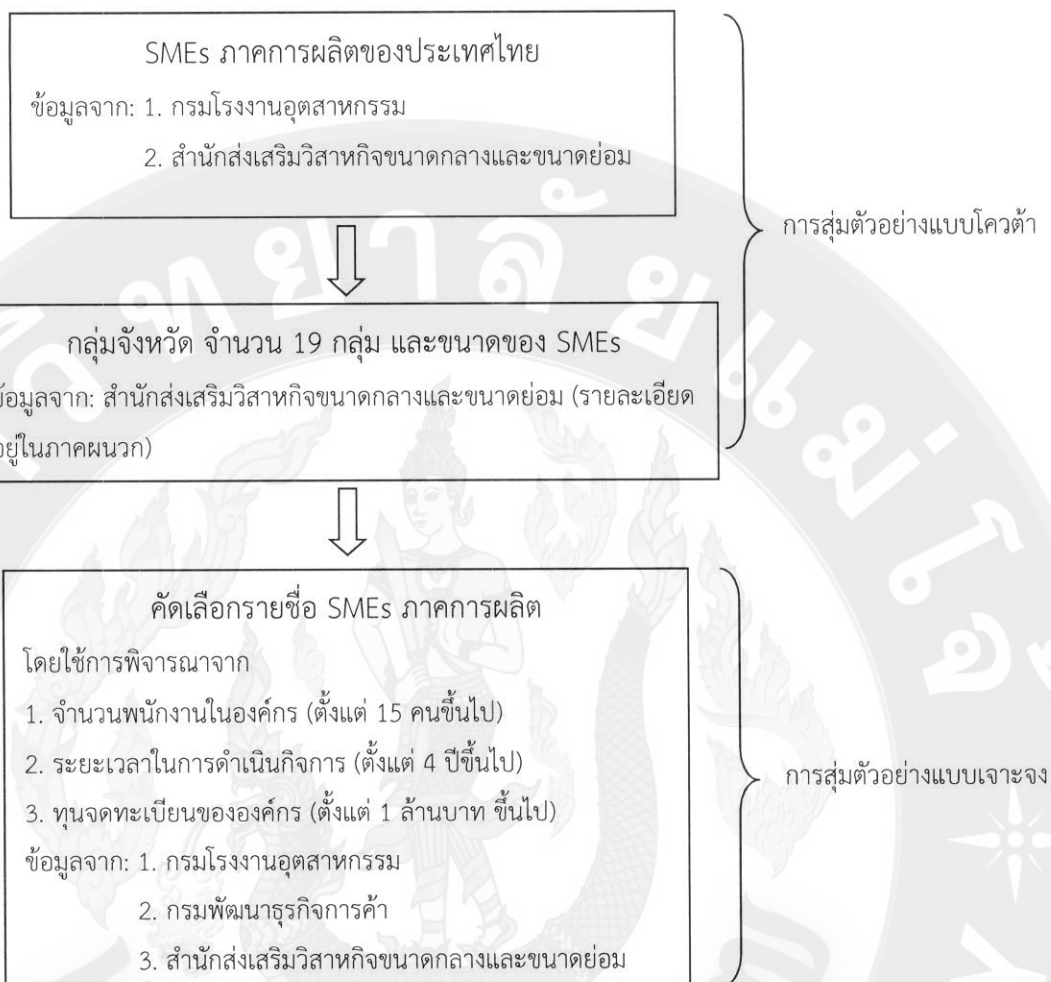 SMEs ภาคการผลิตของประเทศไทย
ข้อมูลจาก: 1. กรมโรงงานอุตสาหกรรม
2. สำนักส่งเสริมวิสาหกิจขนาดกลางและขนาดย่อม
การสุ่มตัวอย่างแบบโควต้า
กลุ่มจังหวัด จำนวน 19 กลุ่ม และขนาดของ SMEs
ข้อมูลจาก: สำนักส่งเสริมวิสาหกิจขนาดกลางและขนาดย่อม (รายละเอียด
อยู่ในภาคผนวก)
คัดเลือกรายชื่อ SMEs ภาคการผลิต
โดยใช้การพิจารณาจาก
1. จำนวนพนักงานในองค์กร (ตั้งแต่ 15 คนขึ้นไป)
2. ระยะเวลาในการดำเนินกิจการ (ตั้งแต่ 4 ปีขึ้นไป)
3. ทุนจดทะเบียนขององค์กร (ตั้งแต่ 1 ล้านบาท ขึ้นไป)
ข้อมูลจาก: 1. กรมโรงงานอุตสาหกรรม
2. กรมพัฒนาธุรกิจการค้า
3. สำนักส่งเสริมวิสาหกิจขนาดกลางและขนาดย่อม
การสุ่มตัวอย่างแบบเจาะจง